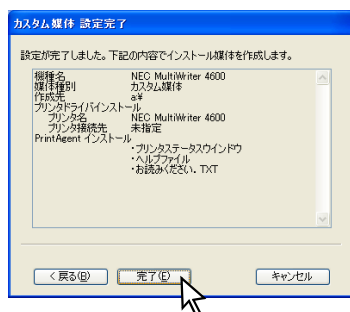 カスタム媒体 設定完了
設定が完了しました。下記の内容でインストール媒体を作成します。
機種名 NEC MultiWriter 4600
媒体種別 カスタム媒体
作成先 a¥
プリンタドライバインストール
プリンタ名 NEC MultiWriter 4600
プリンタ接続先 未指定
PrintAgent インストール
・プリンタステータスウインドウ
・ヘルプファイル
・お読みください. TXT
< 戻る(B) 完了(E) キャンセル